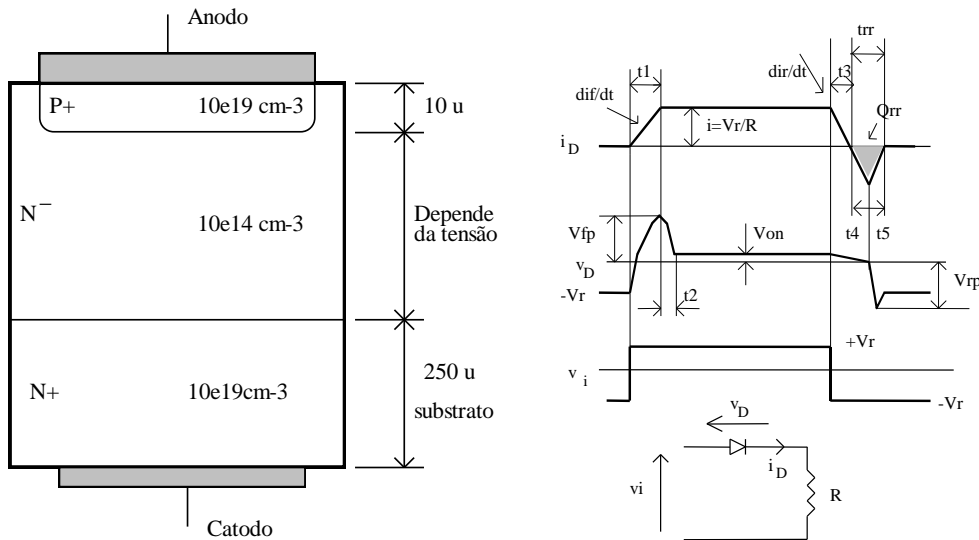 Anodo
P+
10e19 cm-3
10 u
N⁻
10e14 cm-3
Depende
da tensão
N+
10e19cm-3
250 u
substrato
Catodo
trr
t1
dir/dt
t3
dif/dt
Qrr
i=Vr/R
iD
Vfp
Von
t4
t5
vD
Vrp
-Vr
t2
+Vr
vi
-Vr
vD
iD
vi
R